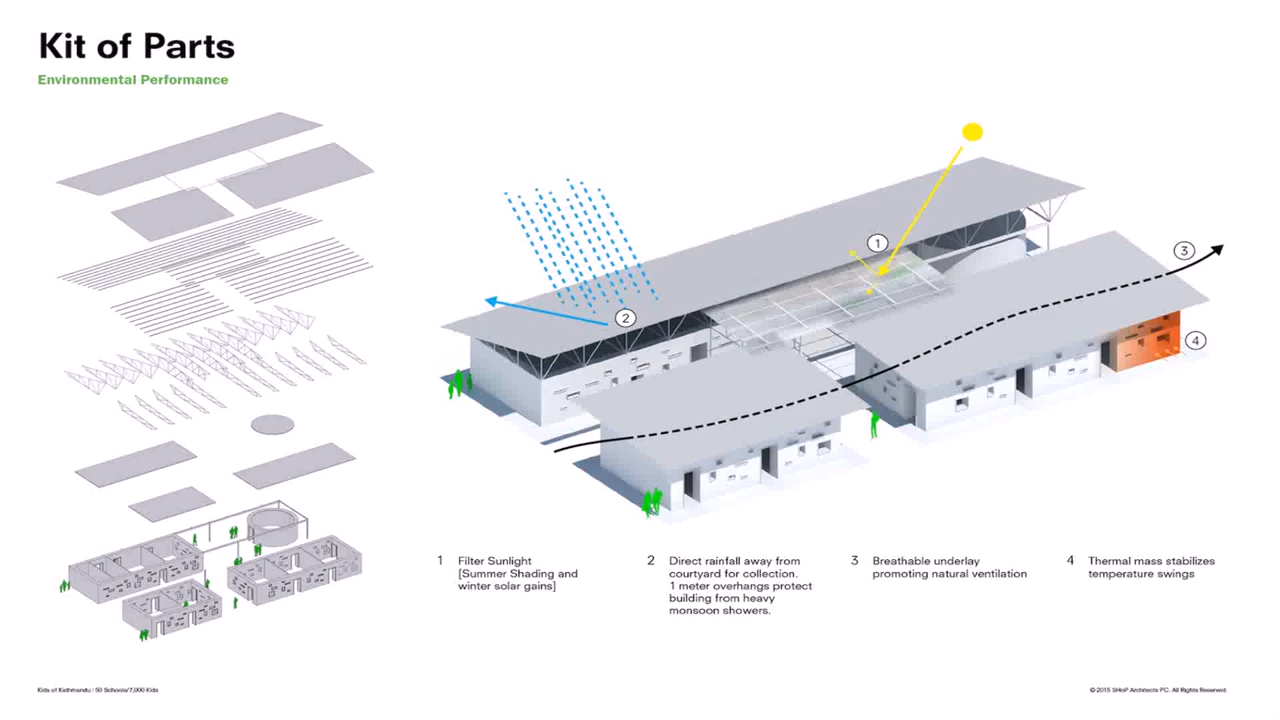 Kit of Parts
Environmental Performance
1
2
3
4
1 Filter Sunlight
[Summer Shading and
winter solar gains]
2 Direct rainfall away from
courtyard for collection.
1 meter overhangs protect
building from heavy
monsoon showers.
3 Breathable underlay
promoting natural ventilation
4 Thermal mass stabilizes
temperature swings
Kids of Kathmandu | 50 Schools/7,000 Kids
© 2015 SHoP Architects PC. All Rights Reserved.